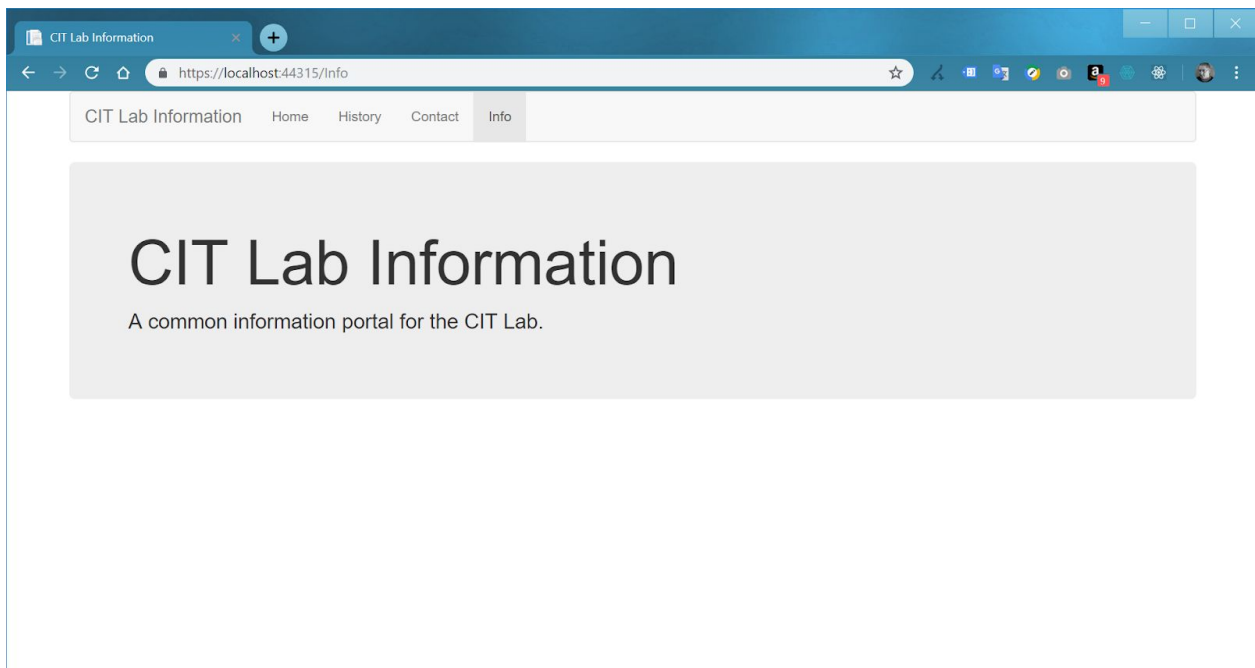 CIT Lab Information
https://localhost:44315/Info
a
9
CIT Lab Information Home History Contact Info
CIT Lab Information
A common information portal for the CIT Lab.